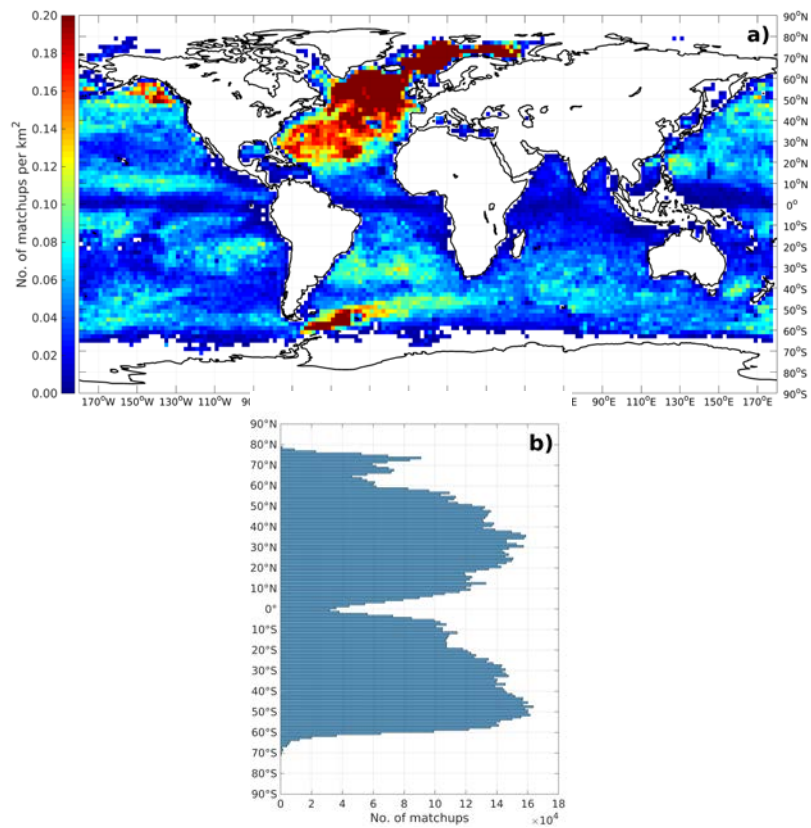 a)
No. of matchups per km²
0.20
0.16
0.14
0.12
0.10
0.08
0.06
0.04
0.02
0.00
90°N
80°N
70°N
60°N
50°N
40°N
30°N
20°N
10°N
0°
10°S
20°S
30°S
40°S
50°S
60°S
70°S
80°S
90°S
170°W 150°W 130°W 110°W 90 E 90°E 110°E 130°E 150°E 170°E
b)
90°N
80°N
70°N
60°N
50°N
40°N
30°N
20°N
10°N
0°
10°S
20°S
30°S
40°S
50°S
60°S
70°S
80°S
90°S
0 2 4 6 8 10 12 14 16 18
No. of matchups ×10⁴